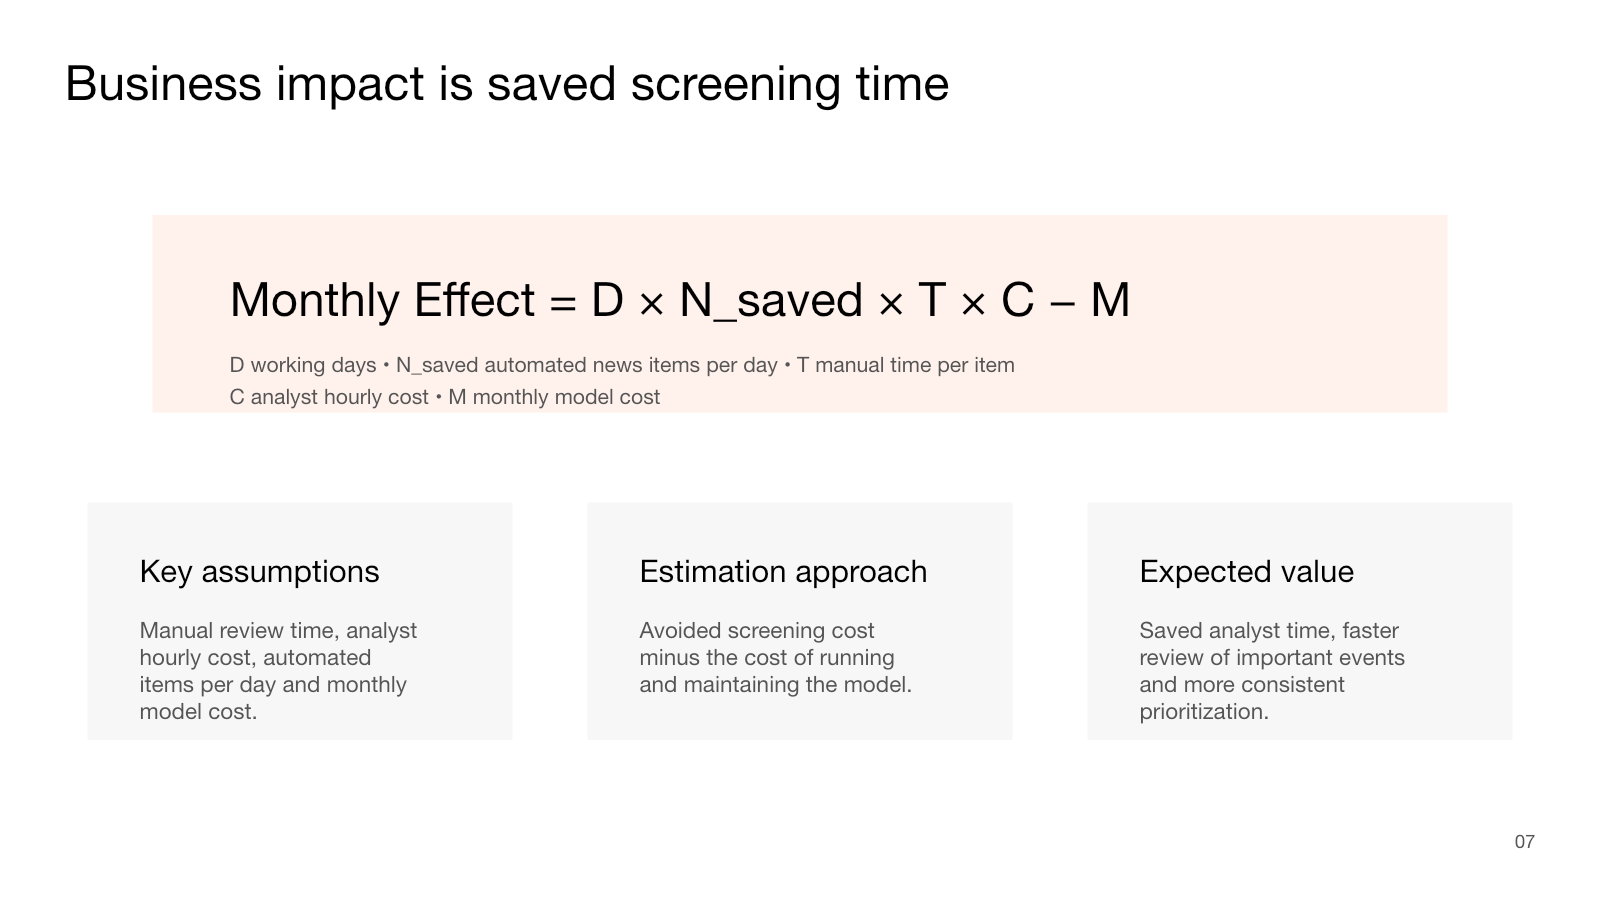 Business impact is saved screening time
Monthly Effect = D × N_saved × T × C – M
D working days • N_saved automated news items per day • T manual time per item
C analyst hourly cost • M monthly model cost
Key assumptions
Manual review time, analyst
hourly cost, automated
items per day and monthly
model cost.
Estimation approach
Avoided screening cost
minus the cost of running
and maintaining the model.
Expected value
Saved analyst time, faster
review of important events
and more consistent
prioritization.
07